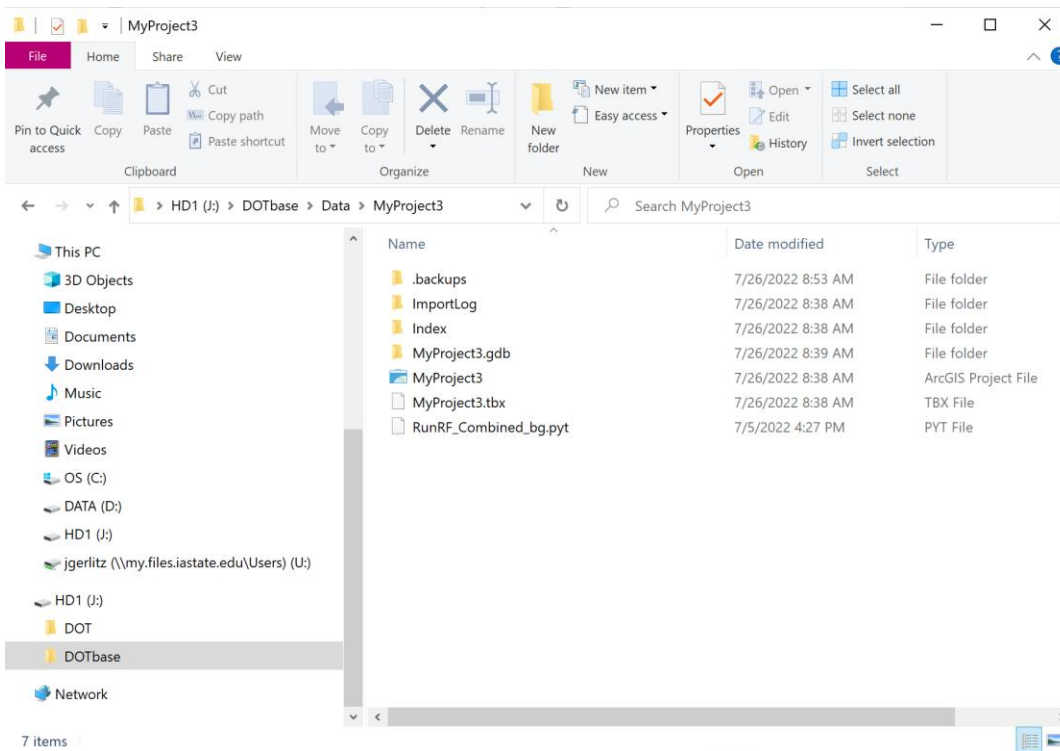 MyProject3
File Home Share View
Pin to Quick access Copy Paste Cut Copy path Paste shortcut Move to Copy to Delete Rename New folder New item Easy access Properties Open Edit History Select all Select none Invert selection
Clipboard Organize New Open Select
HD1 (J:) > DOTbase > Data > MyProject3 Search MyProject3
Name Date modified Type
This PC
3D Objects
Desktop
Documents
Downloads
Music
Pictures
Videos
OS (C:)
DATA (D:)
HD1 (J:)
jgerlitz (\\my.files.iastate.edu\Users) (U:)
HD1 (J:)
DOT
DOTbase
Network
.backups 7/26/2022 8:53 AM File folder
ImportLog 7/26/2022 8:38 AM File folder
Index 7/26/2022 8:38 AM File folder
MyProject3.gdb 7/26/2022 8:39 AM File folder
MyProject3 7/26/2022 8:38 AM ArcGIS Project File
MyProject3.tbx 7/26/2022 8:38 AM TBX File
RunRF_Combined_bg.pyt 7/5/2022 4:27 PM PYT File
7 items